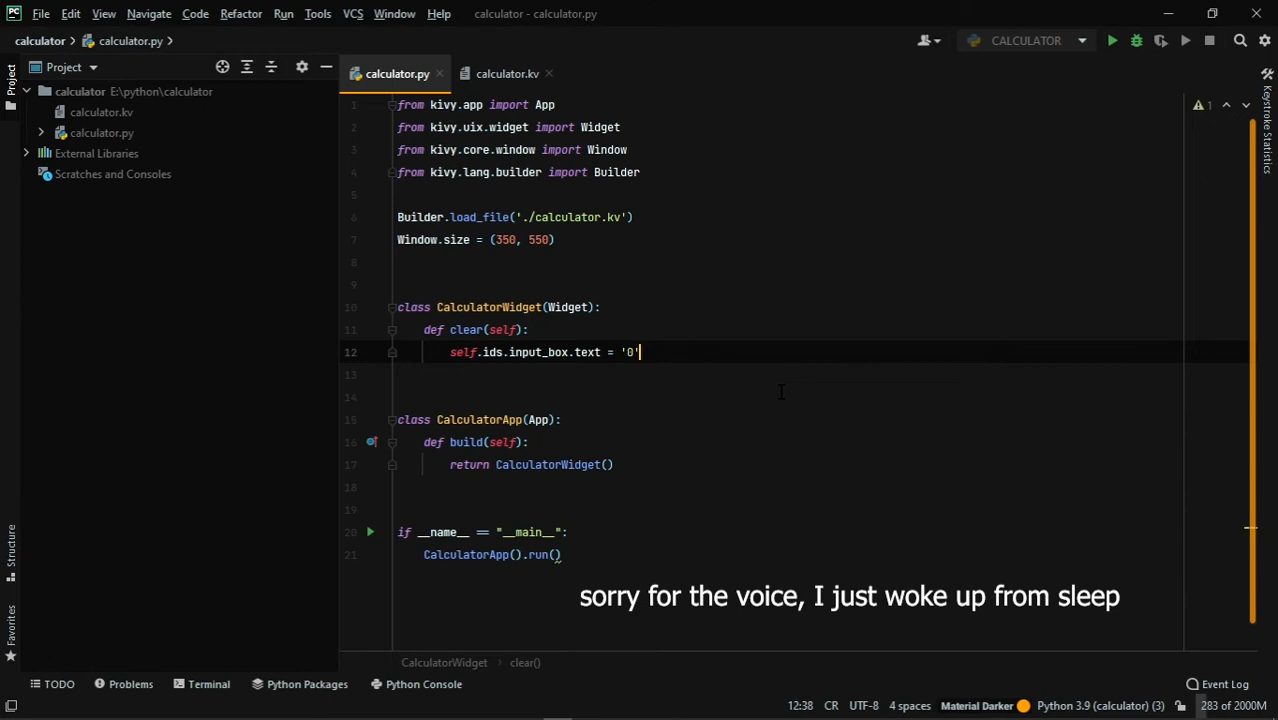 PC File Edit View Navigate Code Refactor Run Tools VCS Window Help calculator - calculator.py
calculator calculator.py CALCULATOR
Project calculator.py calculator.kv
Project
calculator E:\python\calculator
calculator.kv
calculator.py
External Libraries
Scratches and Consoles
1 from kivy.app import App
2 from kivy.uix.widget import Widget
3 from kivy.core.window import Window
4 from kivy.lang.builder import Builder
5
6 Builder.load_file('./calculator.kv')
7 Window.size = (350, 550)
8
9
10 class CalculatorWidget(Widget):
11 def clear(self):
12 self.ids.input_box.text = '0'
13
14
15 class CalculatorApp(App):
16 def build(self):
17 return CalculatorWidget()
18
19
20 if __name__ == "__main__":
21 CalculatorApp().run()
1
Keystroke Statistics
sorry for the voice, I just woke up from sleep
Structure
Favorites
CalculatorWidget clear()
TODO Problems Terminal Python Packages Python Console Event Log
12:38 CR UTF-8 4 spaces Material Darker Python 3.9 (calculator) (3) 283 of 2000M